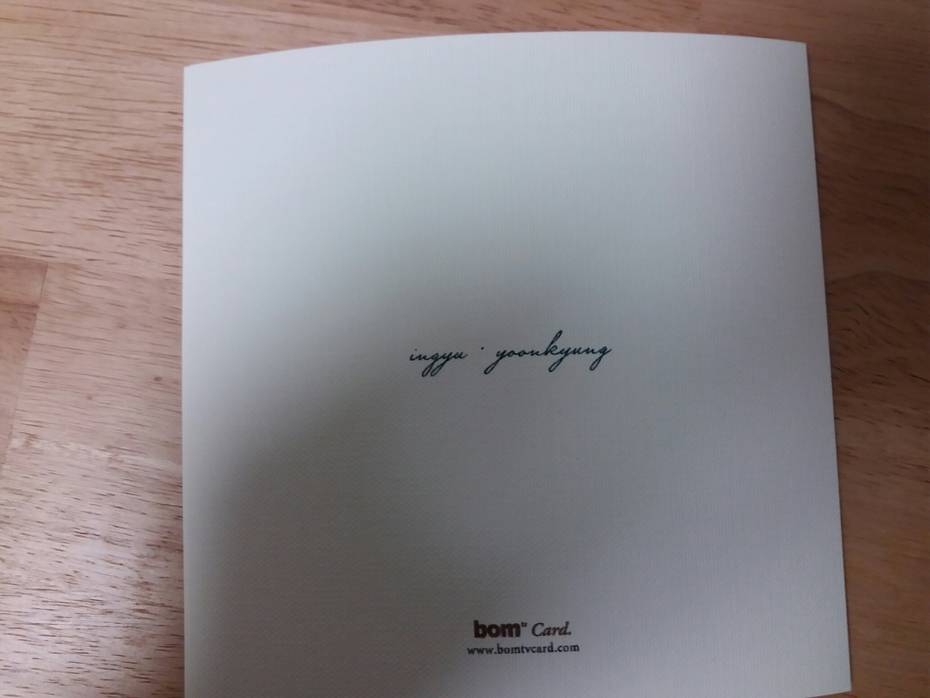 ingyu · yoonkyung
bom" Card.
www.bomtvcard.com